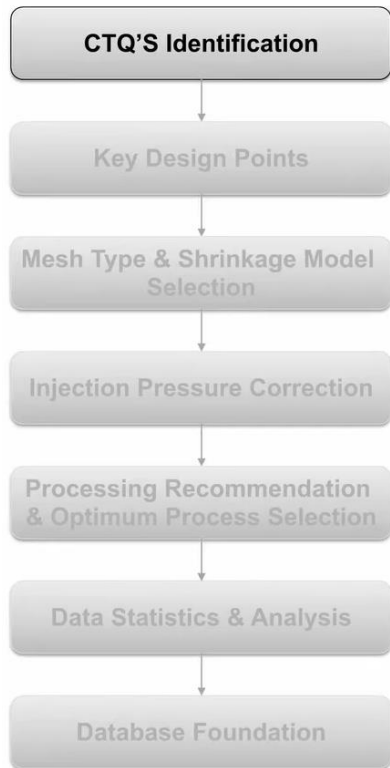 CTQ'S Identification
Key Design Points
Mesh Type & Shrinkage Model
Selection
Injection Pressure Correction
Processing Recommendation
& Optimum Process Selection
Data Statistics & Analysis
Database Foundation